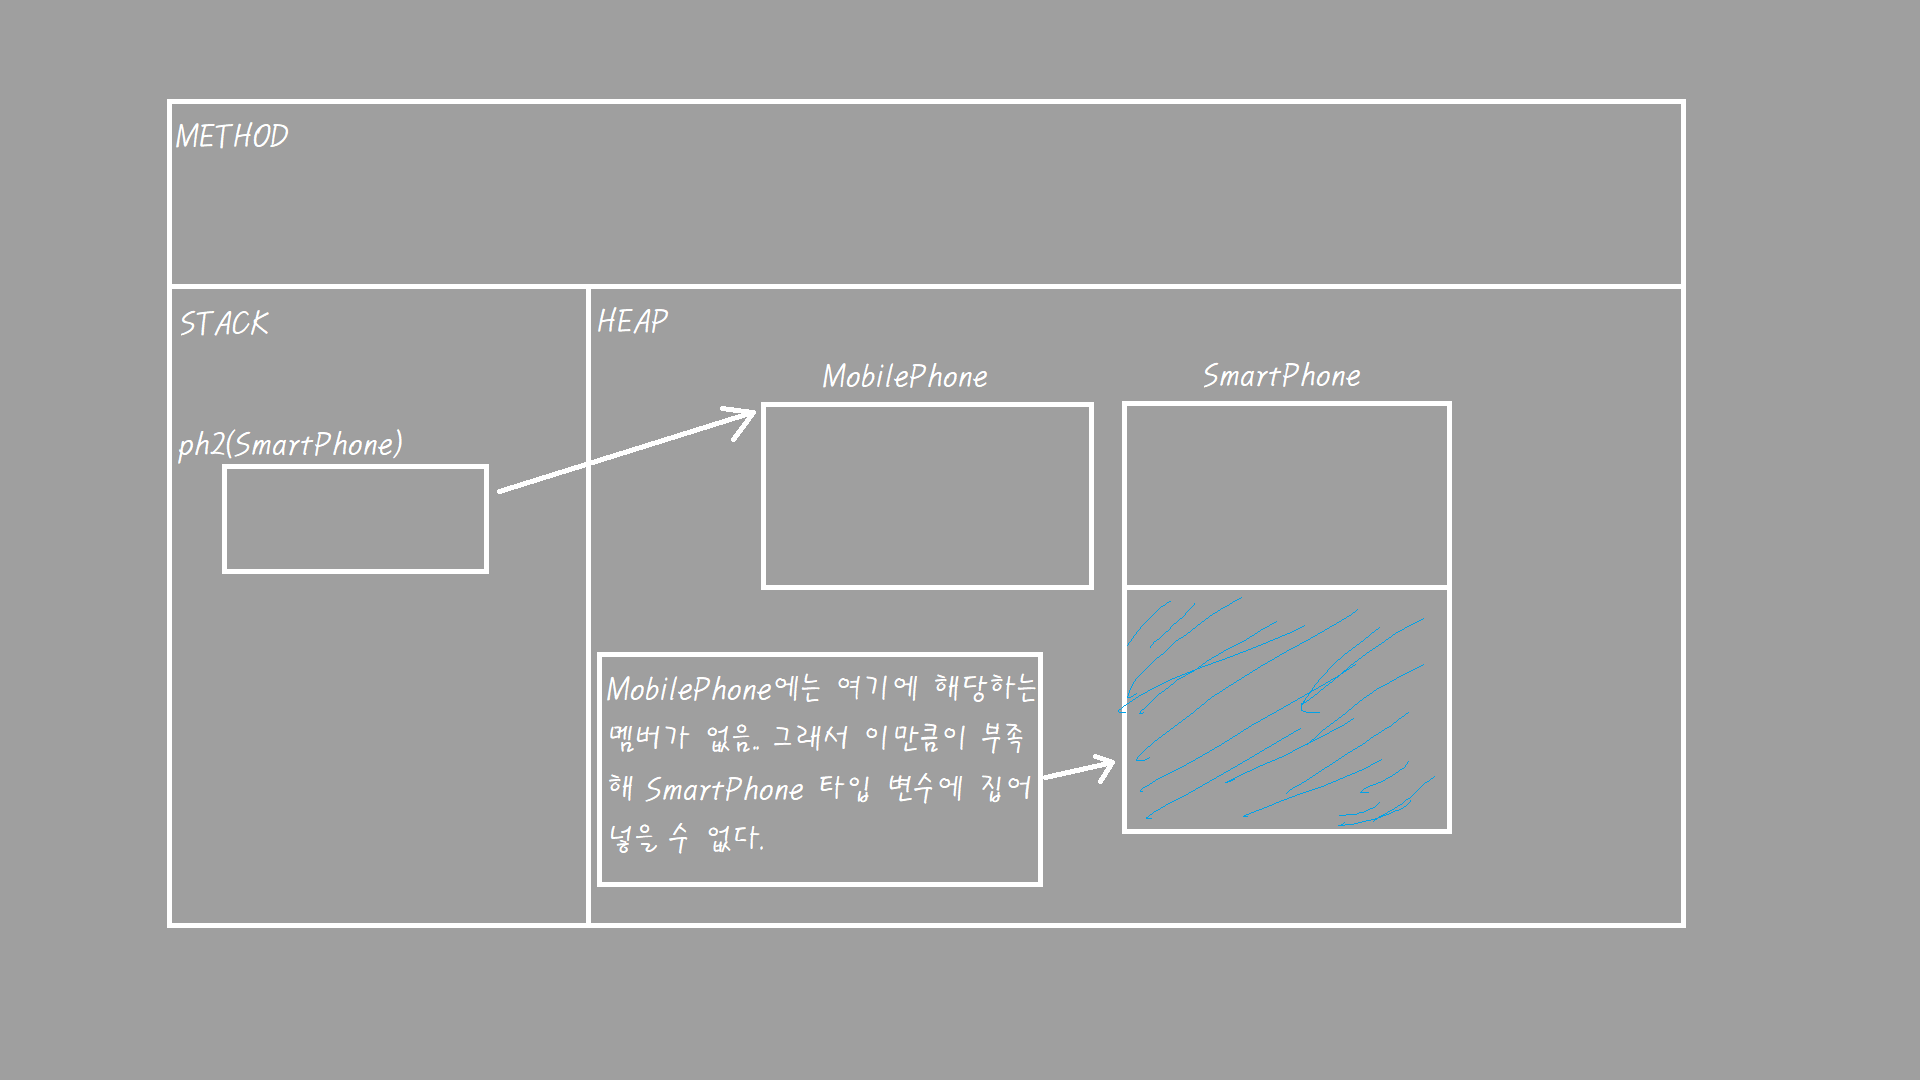 METHOD
STACK
HEAP
MobilePhone
SmartPhone
ph2(SmartPhone)
MobilePhone에는 여기에 해당하는
멤버가 없음.. 그래서 이만큼이 부족
해 SmartPhone 타입 변수에 집어
넣을 수 없다.